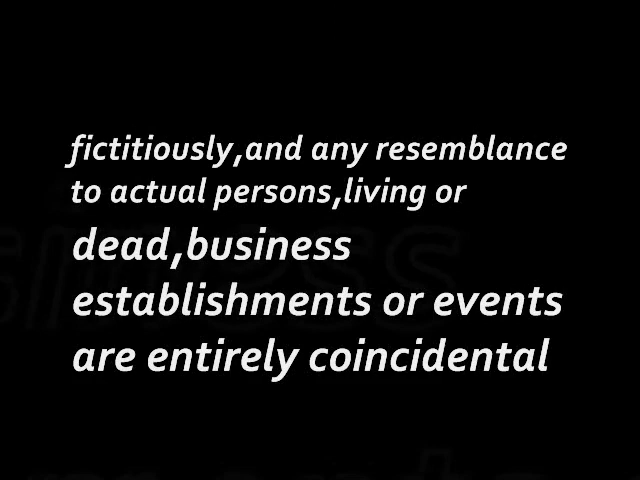 fictitiously,and any resemblance
to actual persons,living or
dead,business
establishments or events
are entirely coincidental